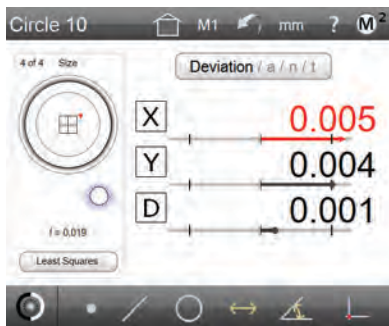 Circle 10 M1 mm ? M²
4 of 4 Size
Deviation / a / n / t
X 0.005
Y 0.004
D 0.001
f = 0.019
Least Squares